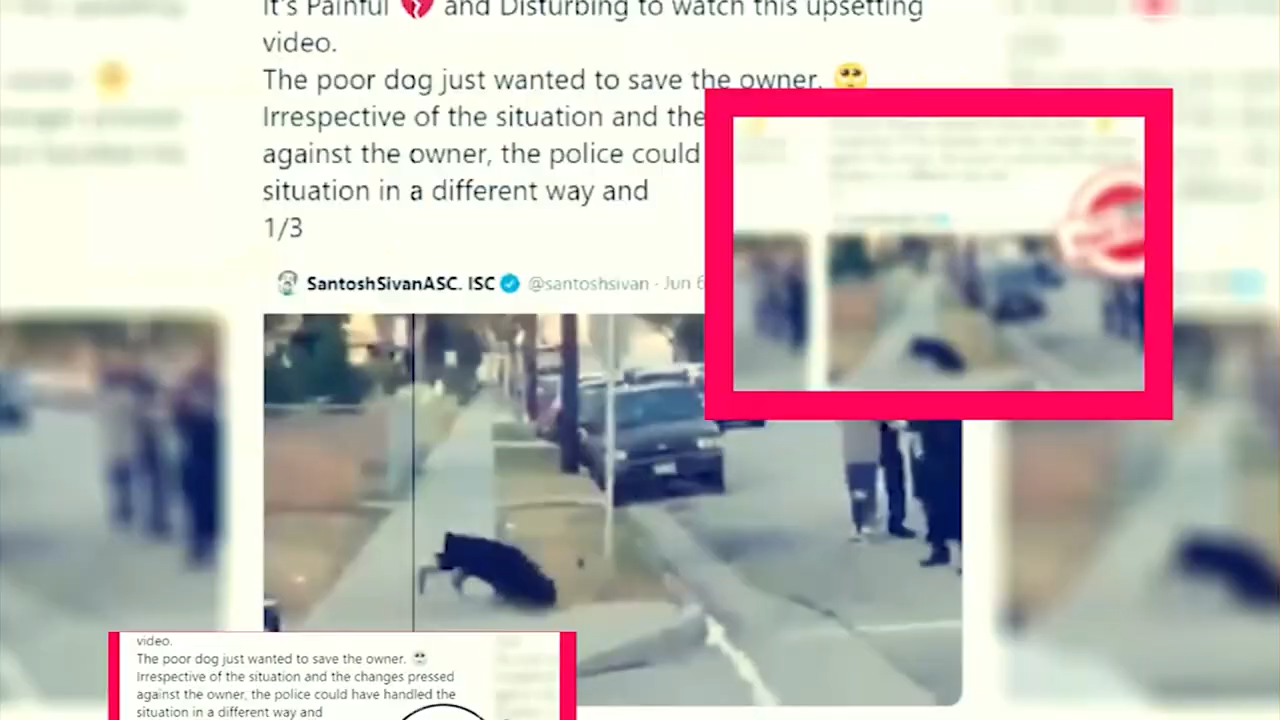 It's Painful 💔 and Disturbing to watch this upsetting
video.
The poor dog just wanted to save the owner. 🥺
Irrespective of the situation and the
against the owner, the police could
situation in a different way and
1/3
SantoshSivanASC. ISC @santoshsivan · Jun 6
video.
The poor dog just wanted to save the owner. 🥺
Irrespective of the situation and the changes pressed
against the owner, the police could have handled the
situation in a different way and